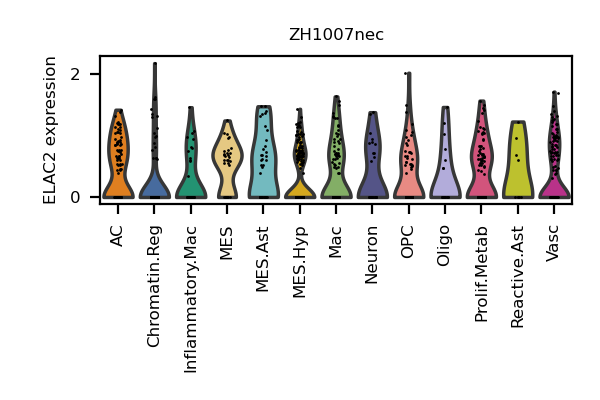 ZH1007nec
ELAC2 expression
2
0
AC
Chromatin.Reg
Inflammatory.Mac
MES
MES.Ast
MES.Hyp
Mac
Neuron
OPC
Oligo
Prolif.Metab
Reactive.Ast
Vasc